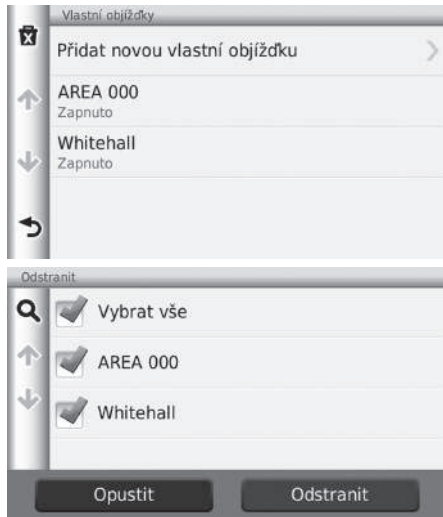 Vlastní objížďky
Přidat novou vlastní objížďku
AREA 000
Zapnuto
Whitehall
Zapnuto
Odstranit
Vybrat vše
AREA 000
Whitehall
Opustit
Odstranit